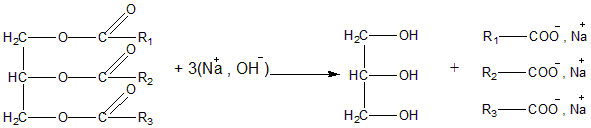 O
H₂C—O—C—R₁
O
HC—O—C—R₂ + 3(Na⁺ , OH⁻)
O
H₂C—O—C—R₃
H₂C—OH
HC—OH
H₂C—OH
+
R₁—COO⁻ , Na⁺
R₂—COO⁻ , Na⁺
R₃—COO⁻ , Na⁺